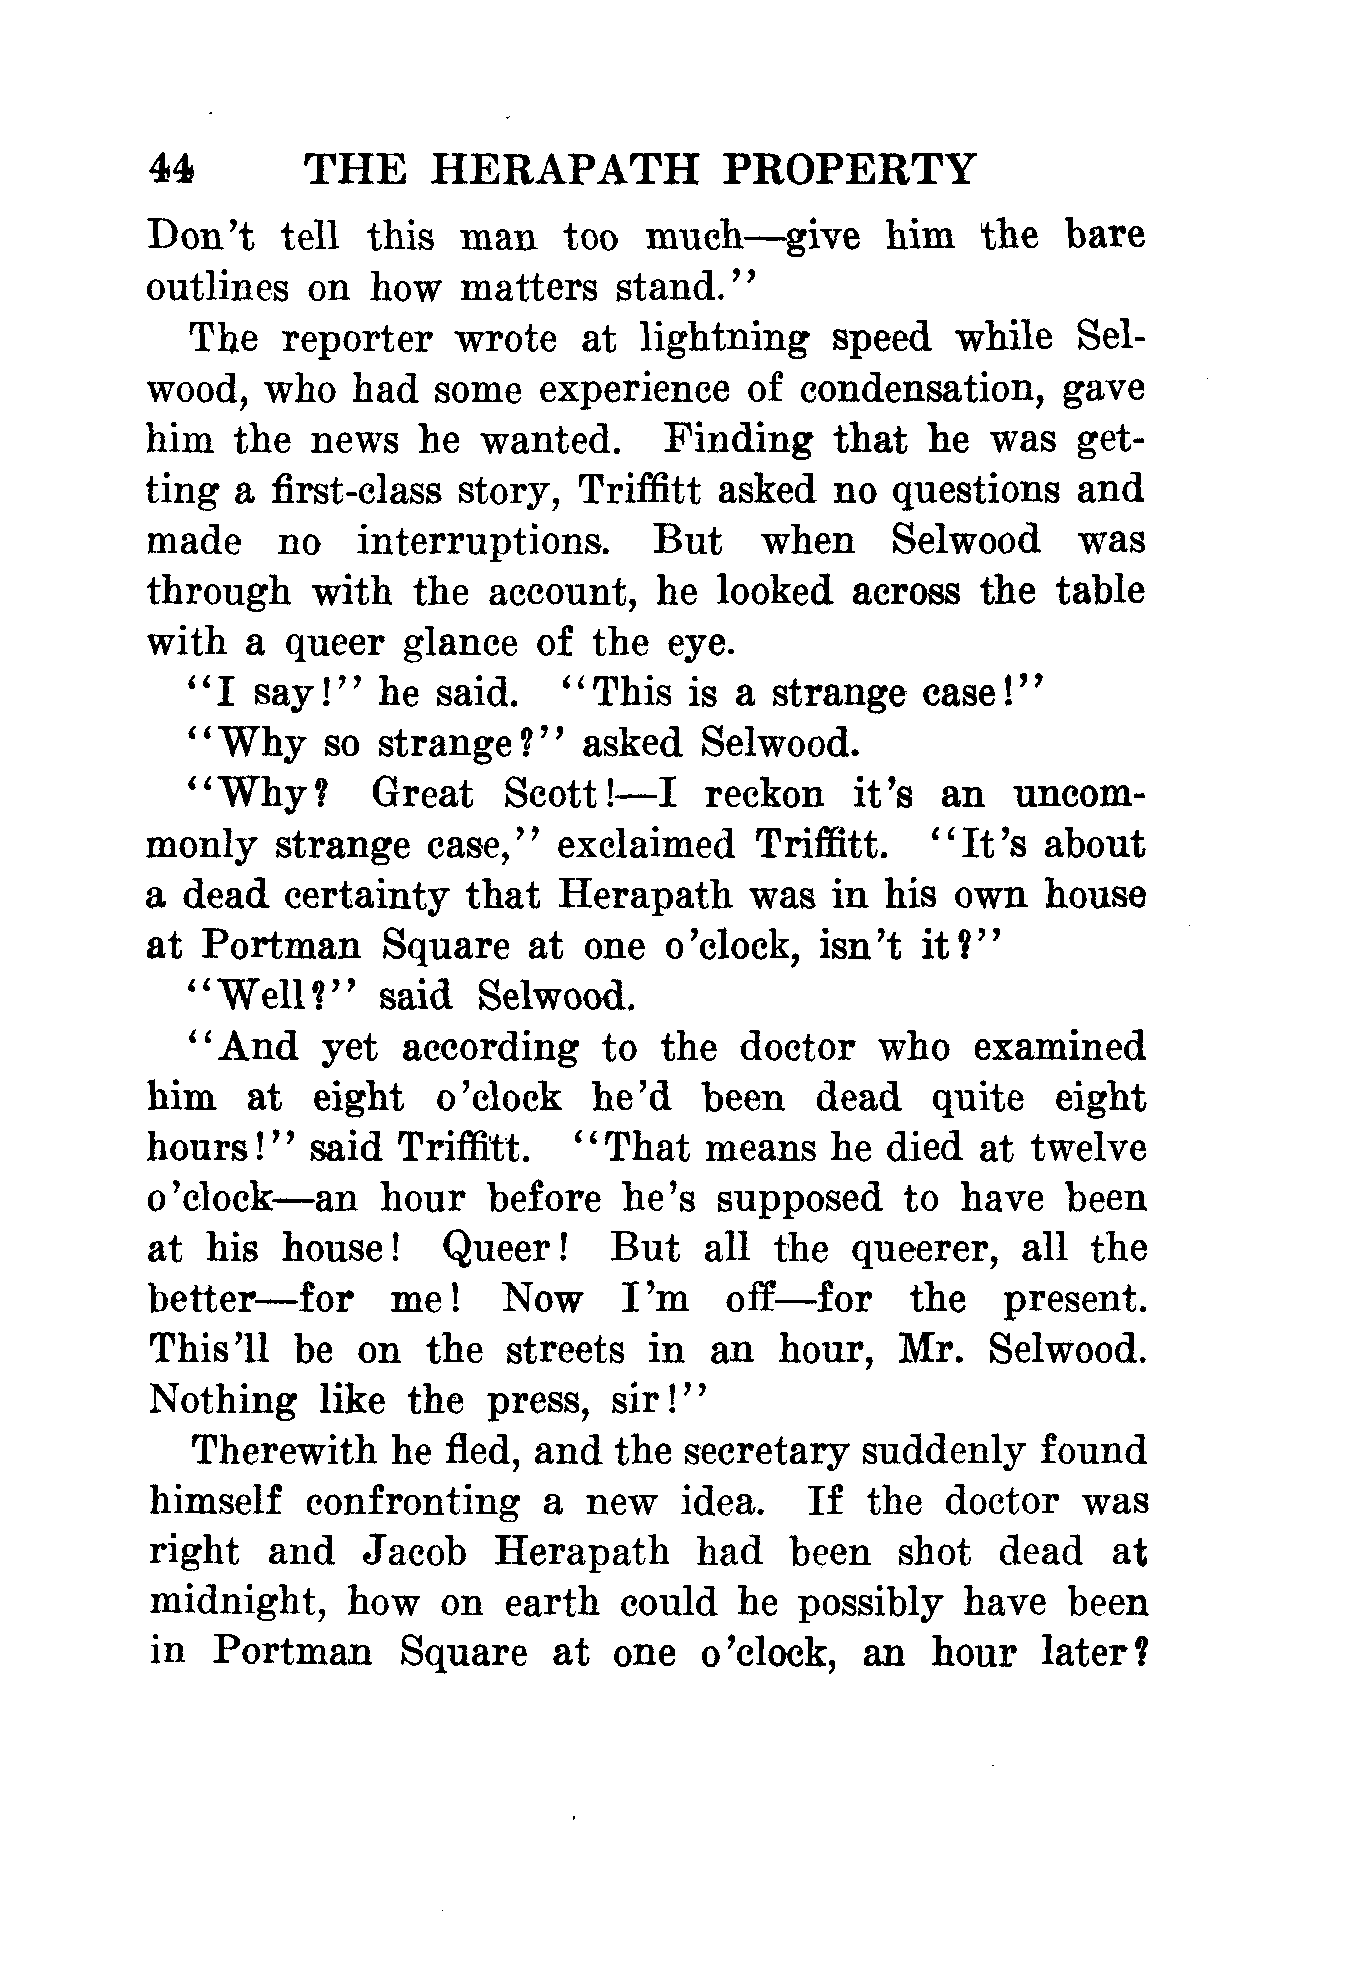 44 THE HERAPATH PROPERTY
Don't tell this man too much—give him the bare
outlines on how matters stand."
The reporter wrote at lightning speed while Sel-
wood, who had some experience of condensation, gave
him the news he wanted. Finding that he was get-
ting a first-class story, Triffitt asked no questions and
made no interruptions. But when Selwood was
through with the account, he looked across the table
with a queer glance of the eye.
"I say!" he said. "This is a strange case!"
"Why so strange?" asked Selwood.
"Why? Great Scott!—I reckon it's an uncom-
monly strange case," exclaimed Triffitt. "It's about
a dead certainty that Herapath was in his own house
at Portman Square at one o'clock, isn't it?"
"Well?" said Selwood.
"And yet according to the doctor who examined
him at eight o'clock he'd been dead quite eight
hours!" said Triffitt. "That means he died at twelve
o'clock—an hour before he's supposed to have been
at his house! Queer! But all the queerer, all the
better—for me! Now I'm off—for the present.
This'll be on the streets in an hour, Mr. Selwood.
Nothing like the press, sir!"
Therewith he fled, and the secretary suddenly found
himself confronting a new idea. If the doctor was
right and Jacob Herapath had been shot dead at
midnight, how on earth could he possibly have been
in Portman Square at one o'clock, an hour later?